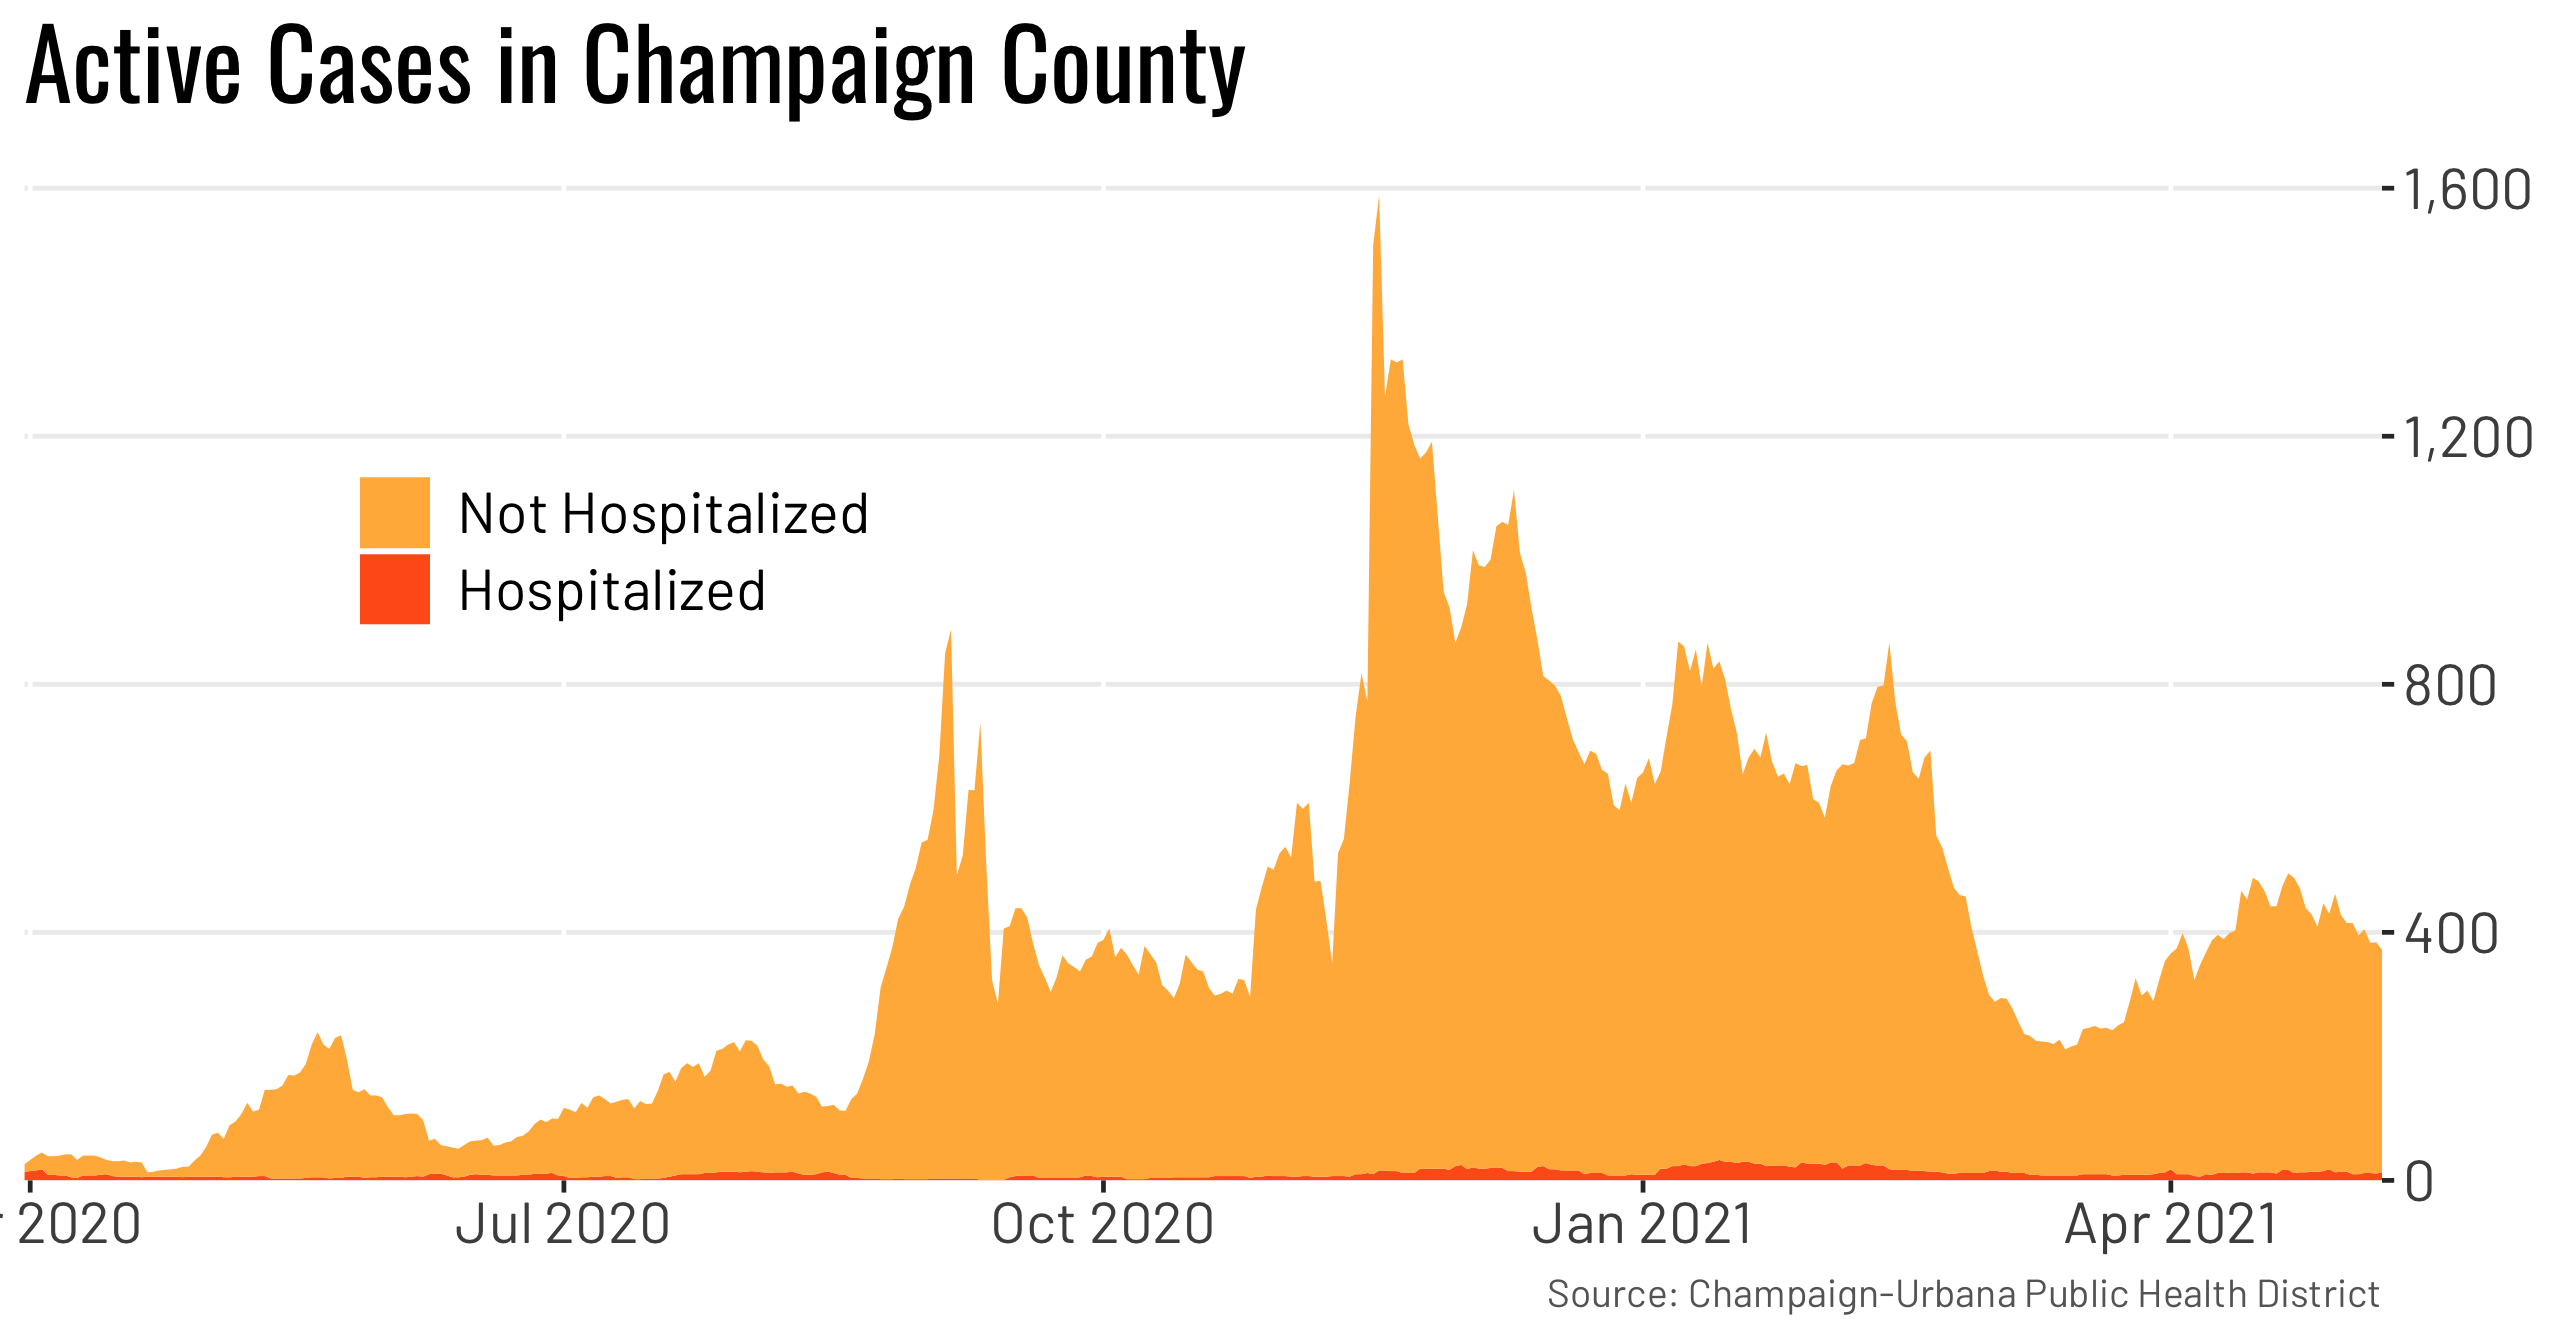 Active Cases in Champaign County
1,600
1,200
Not Hospitalized
Hospitalized
800
400
0
2020 Jul 2020 Oct 2020 Jan 2021 Apr 2021
Source: Champaign-Urbana Public Health District